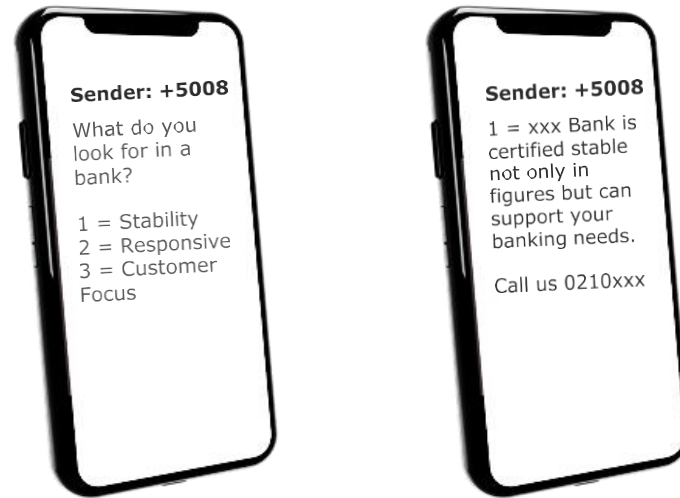 Sender: +5008
What do you
look for in a
bank?
1 = Stability
2 = Responsive
3 = Customer
Focus
Sender: +5008
1 = xxx Bank is
certified stable
not only in
figures but can
support your
banking needs.
Call us 0210xxx